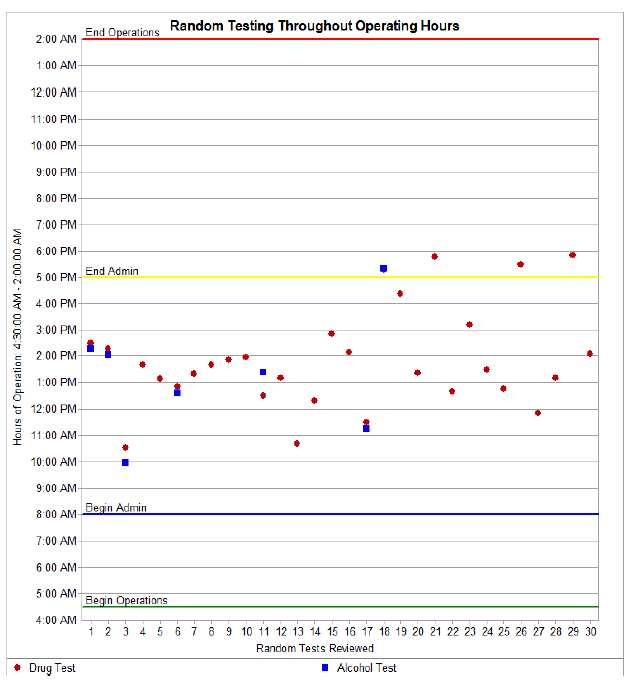 Random Testing Throughout Operating Hours
End Operations
2:00 AM
1:00 AM
12:00 AM
11:00 PM
10:00 PM
9:00 PM
8:00 PM
7:00 PM
6:00 PM
End Admin
5:00 PM
4:00 PM
3:00 PM
2:00 PM
1:00 PM
12:00 PM
11:00 AM
10:00 AM
9:00 AM
Begin Admin
8:00 AM
7:00 AM
6:00 AM
5:00 AM
Begin Operations
4:00 AM
Hours of Operation: 4:30:00 AM - 2:00:00 AM
1 2 3 4 5 6 7 8 9 10 11 12 13 14 15 16 17 18 19 20 21 22 23 24 25 26 27 28 29 30
Random Tests Reviewed
Drug Test Alcohol Test